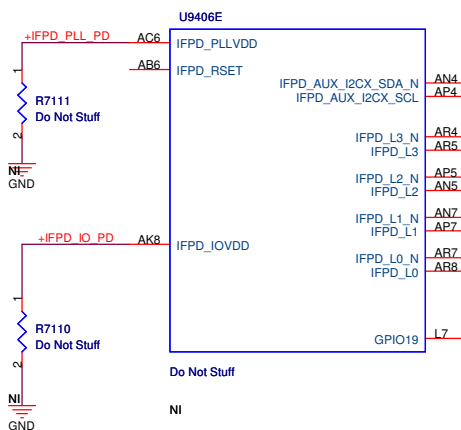 U9406E
+IFPD_PLL_PD
AC6
IFPD_PLLVDD
AB6
IFPD_RSET
1
R7111
Do Not Stuff
2
NI
GND
IFPD_AUX_I2CX_SDA_N
AN4
IFPD_AUX_I2CX_SCL
AP4
IFPD_L3_N
AR4
IFPD_L3
AR5
IFPD_L2_N
AP5
IFPD_L2
AN5
IFPD_L1_N
AN7
IFPD_L1
AP7
IFPD_L0_N
AR7
IFPD_L0
AR8
+IFPD_IO_PD
AK8
IFPD_IOVDD
1
R7110
Do Not Stuff
2
NI
GND
GPIO19
L7
Do Not Stuff
NI